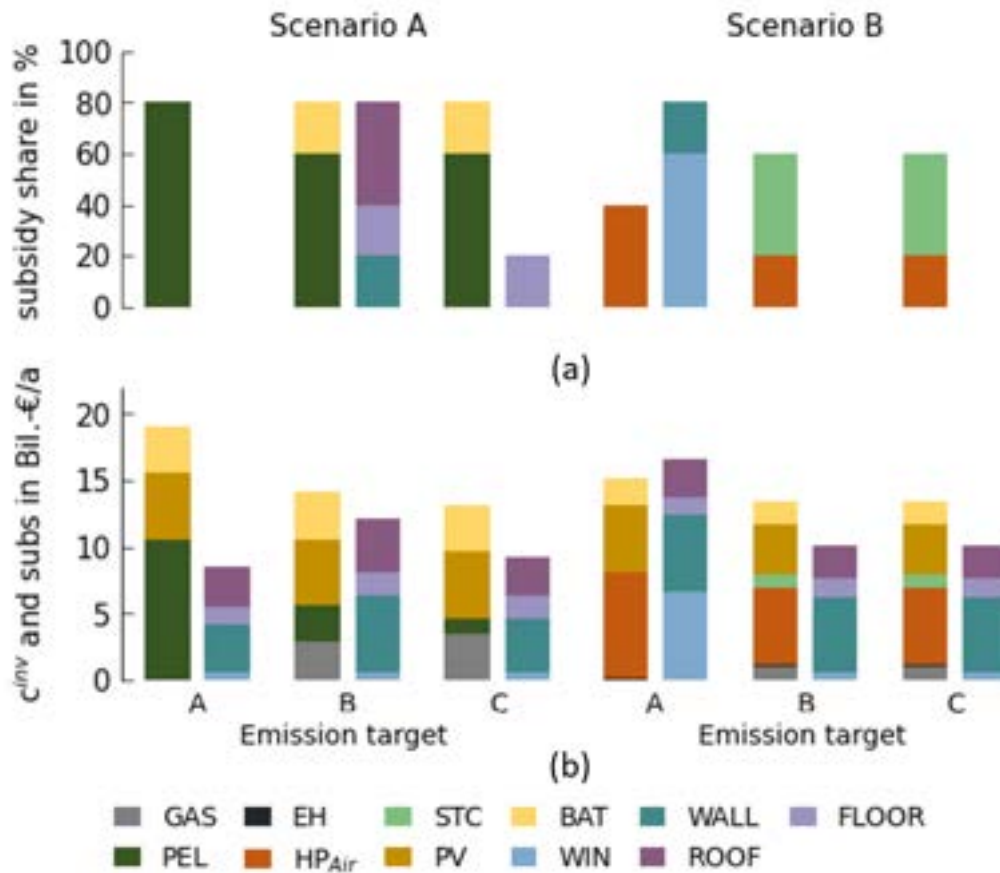 Scenario A
Scenario B
subsidy share in %
100
80
60
40
20
0
(a)
c^inv and subs in Bil.-€/a
20
15
10
5
0
A B C A B C
Emission target Emission target
(b)
GAS EH STC BAT WALL FLOOR
PEL HP_Air PV WIN ROOF